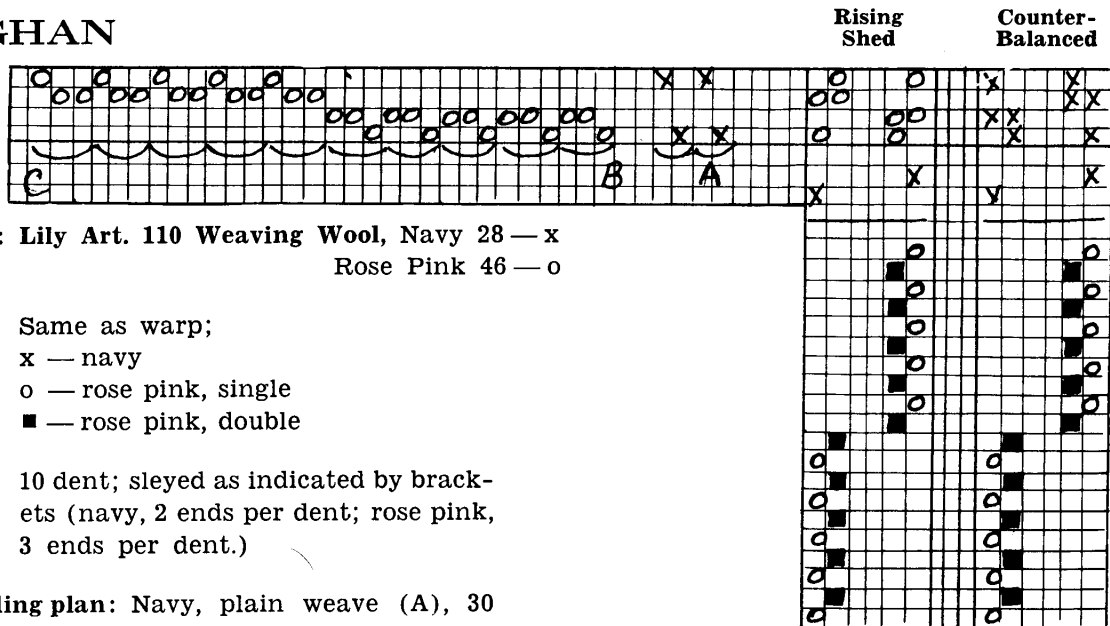 GHAN
Rising
Shed
Counter-
Balanced
C B A
: Lily Art. 110 Weaving Wool, Navy 28 — x
Rose Pink 46 — o
Same as warp;
x — navy
o — rose pink, single
■ — rose pink, double
10 dent; sleyed as indicated by brack-
ets (navy, 2 ends per dent; rose pink,
3 ends per dent.)
ding plan: Navy, plain weave (A), 30